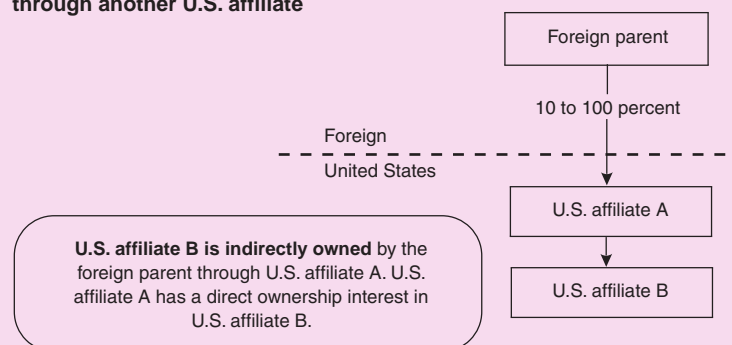 through another U.S. affiliate
Foreign parent
10 to 100 percent
Foreign
United States
U.S. affiliate A
U.S. affiliate B is indirectly owned by the
foreign parent through U.S. affiliate A. U.S.
affiliate A has a direct ownership interest in
U.S. affiliate B.
U.S. affiliate B